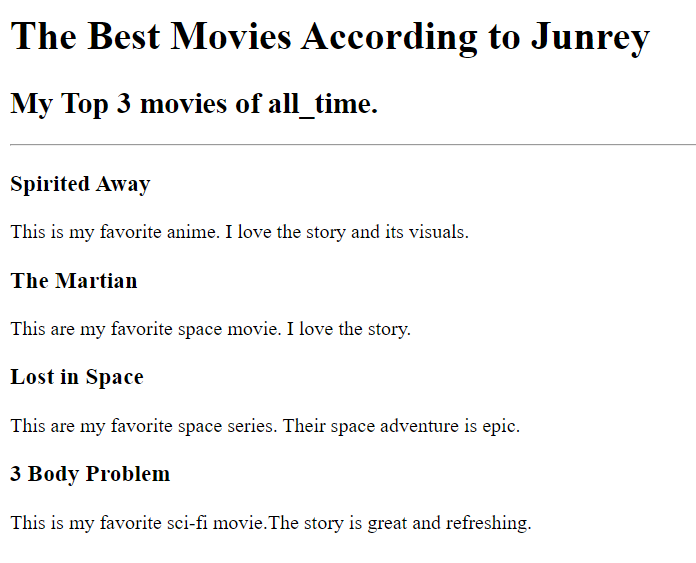 The Best Movies According to Junrey
My Top 3 movies of all_time.
Spirited Away
This is my favorite anime. I love the story and its visuals.
The Martian
This are my favorite space movie. I love the story.
Lost in Space
This are my favorite space series. Their space adventure is epic.
3 Body Problem
This is my favorite sci-fi movie.The story is great and refreshing.